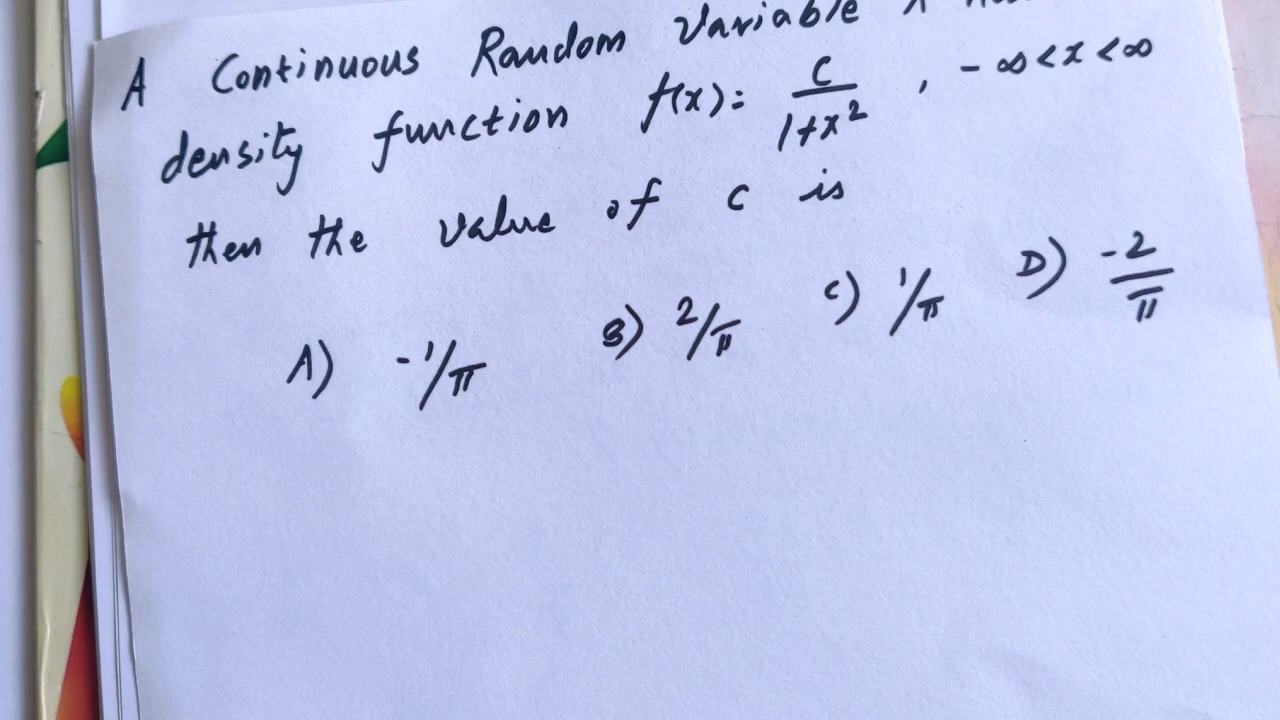 A Continuous Random Variable X
density function f(x) = C/1+x² , -∞<x<∞
then the value of c is
A) -1/π B) 2/π C) 1/π D) -2/π